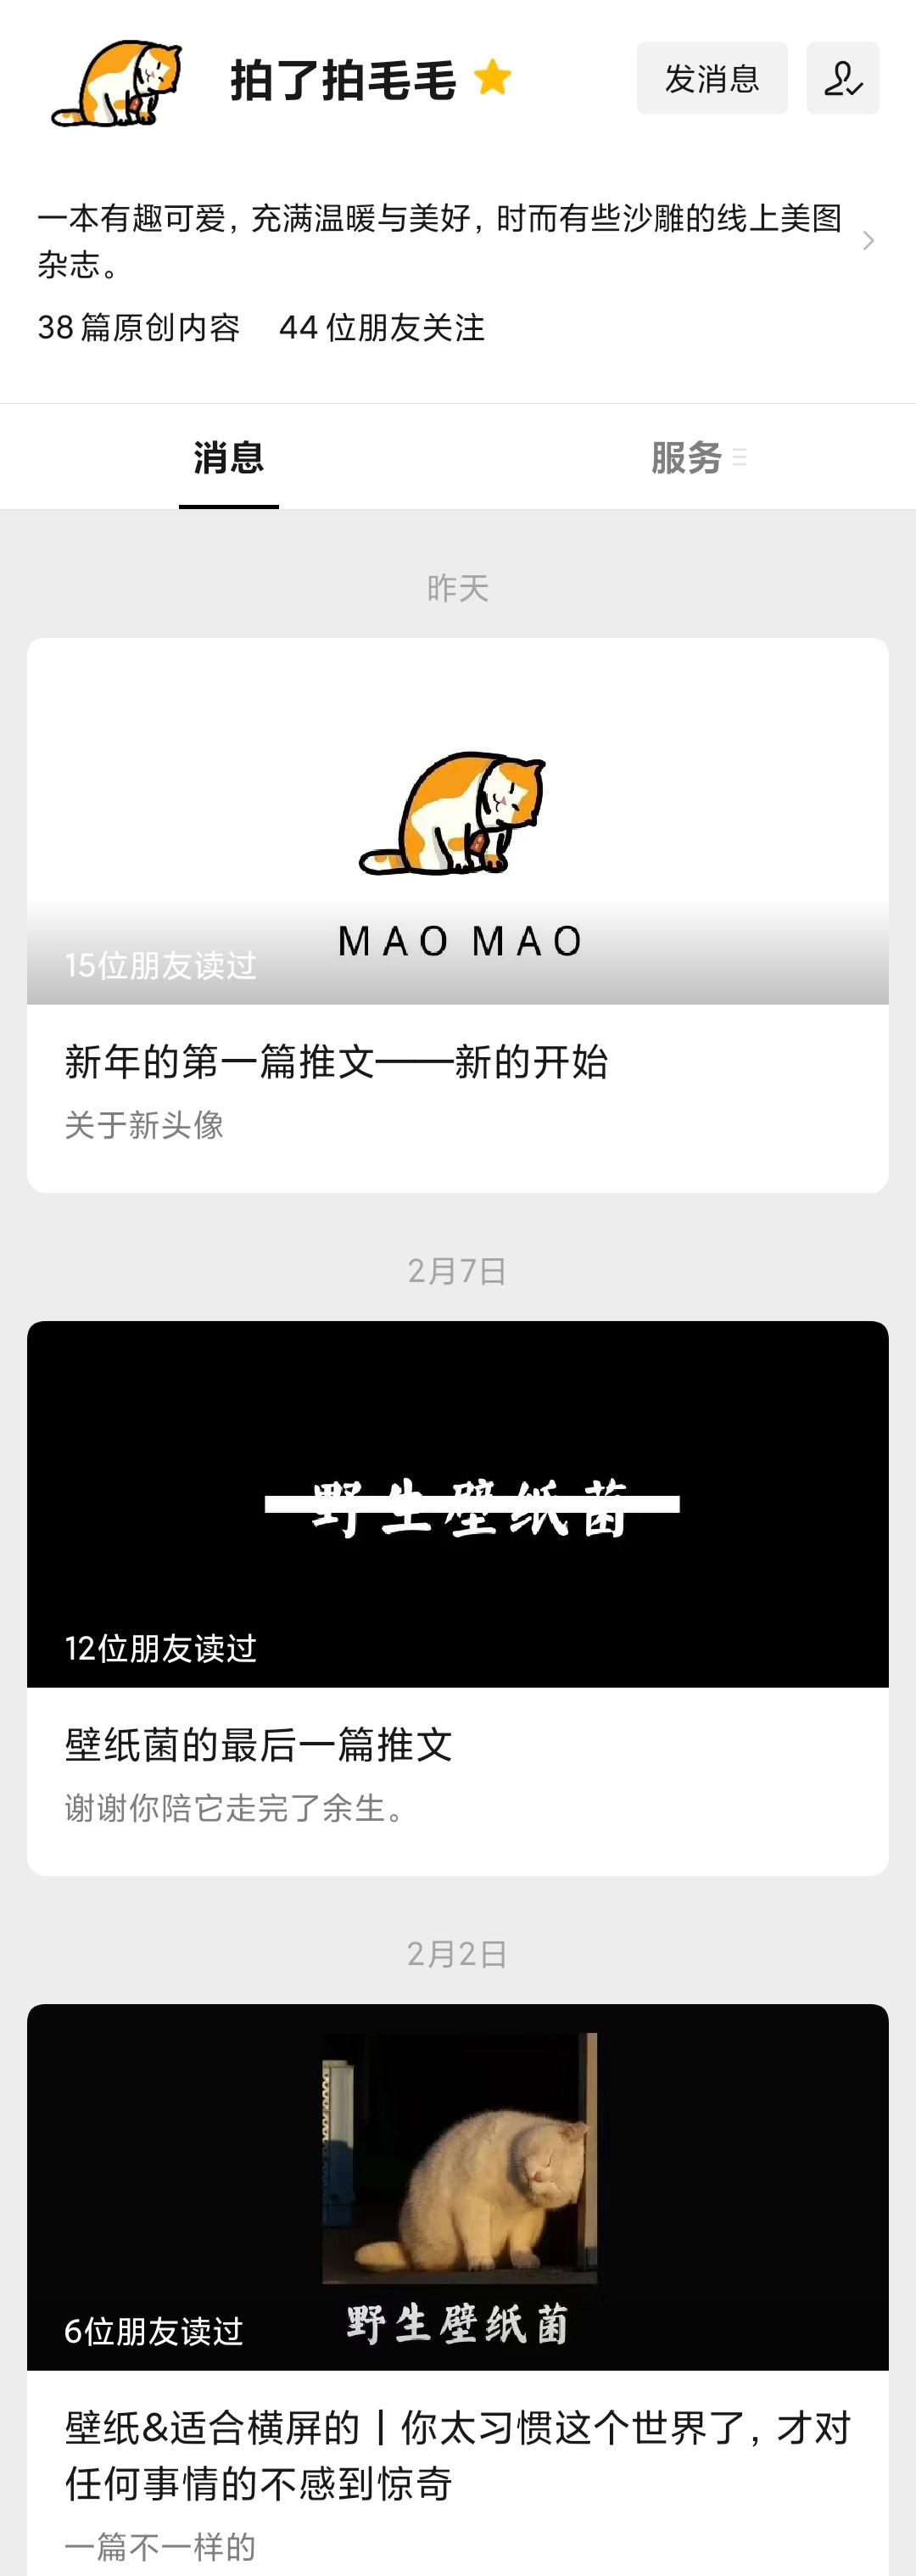 拍了拍毛毛
发消息
一本有趣可爱，充满温暖与美好，时而有些沙雕的线上美图
杂志。
38篇原创内容 44位朋友关注
消息 服务
昨天
MAO MAO
15位朋友读过
新年的第一篇推文——新的开始
关于新头像
2月7日
野生壁纸菌
12位朋友读过
壁纸菌的最后一篇推文
谢谢你陪它走完了余生。
2月2日
野生壁纸菌
6位朋友读过
壁纸&适合横屏的丨你太习惯这个世界了，才对
任何事情的不感到惊奇
一篇不一样的